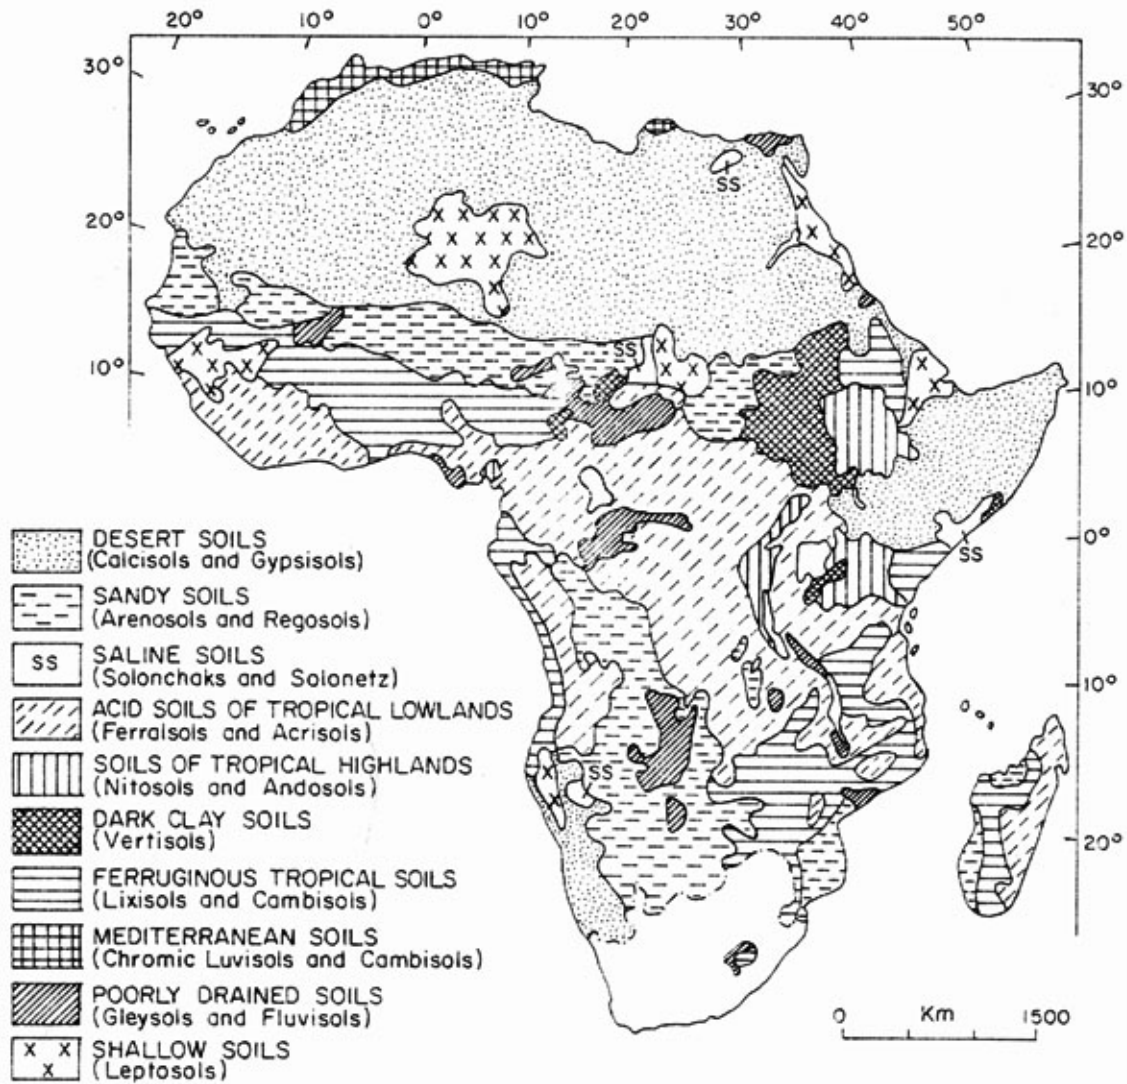 20° 10° 0° 10° 20° 30° 40° 50°
30° 30°
SS
20° 20°
SS
10° 10°
DESERT SOILS
(Calcisols and Gypsisols)
0°
SS
SANDY SOILS
(Arenosols and Regosols)
SS SALINE SOILS
(Solonchaks and Solonetz)
ACID SOILS OF TROPICAL LOWLANDS
(Ferralsols and Acrisols)
10°
SOILS OF TROPICAL HIGHLANDS
(Nitosols and Andosols)
SS
DARK CLAY SOILS
(Vertisols)
20°
FERRUGINOUS TROPICAL SOILS
(Lixisols and Cambisols)
MEDITERRANEAN SOILS
(Chromic Luvisols and Cambisols)
POORLY DRAINED SOILS
(Gleysols and Fluvisols)
0 Km 1500
SHALLOW SOILS
(Leptosols)